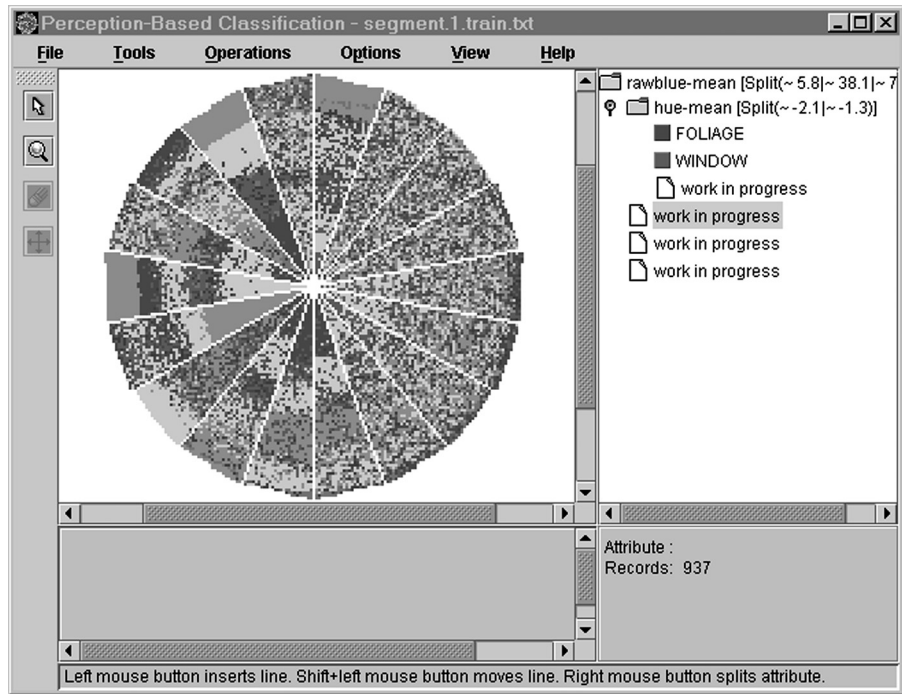 Perception-Based Classification - segment.1.train.txt
File Tools Operations Options View Help
rawblue-mean [Split(~ 5.8|~ 38.1|~ 7
hue-mean [Split(~ -2.1|~ -1.3)]
FOLIAGE
WINDOW
work in progress
work in progress
work in progress
work in progress
Attribute :
Records: 937
Left mouse button inserts line. Shift+left mouse button moves line. Right mouse button splits attribute.